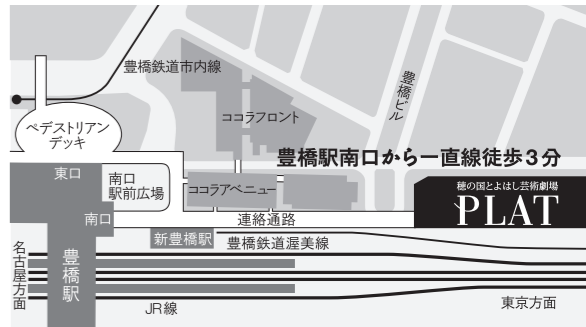 豊橋鉄道市内線
ペデストリアン
デッキ
ココラフロント
豊橋ビル
豊橋駅南口から一直線徒歩3分
東口
南口
駅前広場
ココラアベニュー
穂の国とよはし芸術劇場
PLAT
南口
連絡通路
新豊橋駅
豊橋鉄道渥美線
名古屋方面
豊橋駅
JR線
東京方面